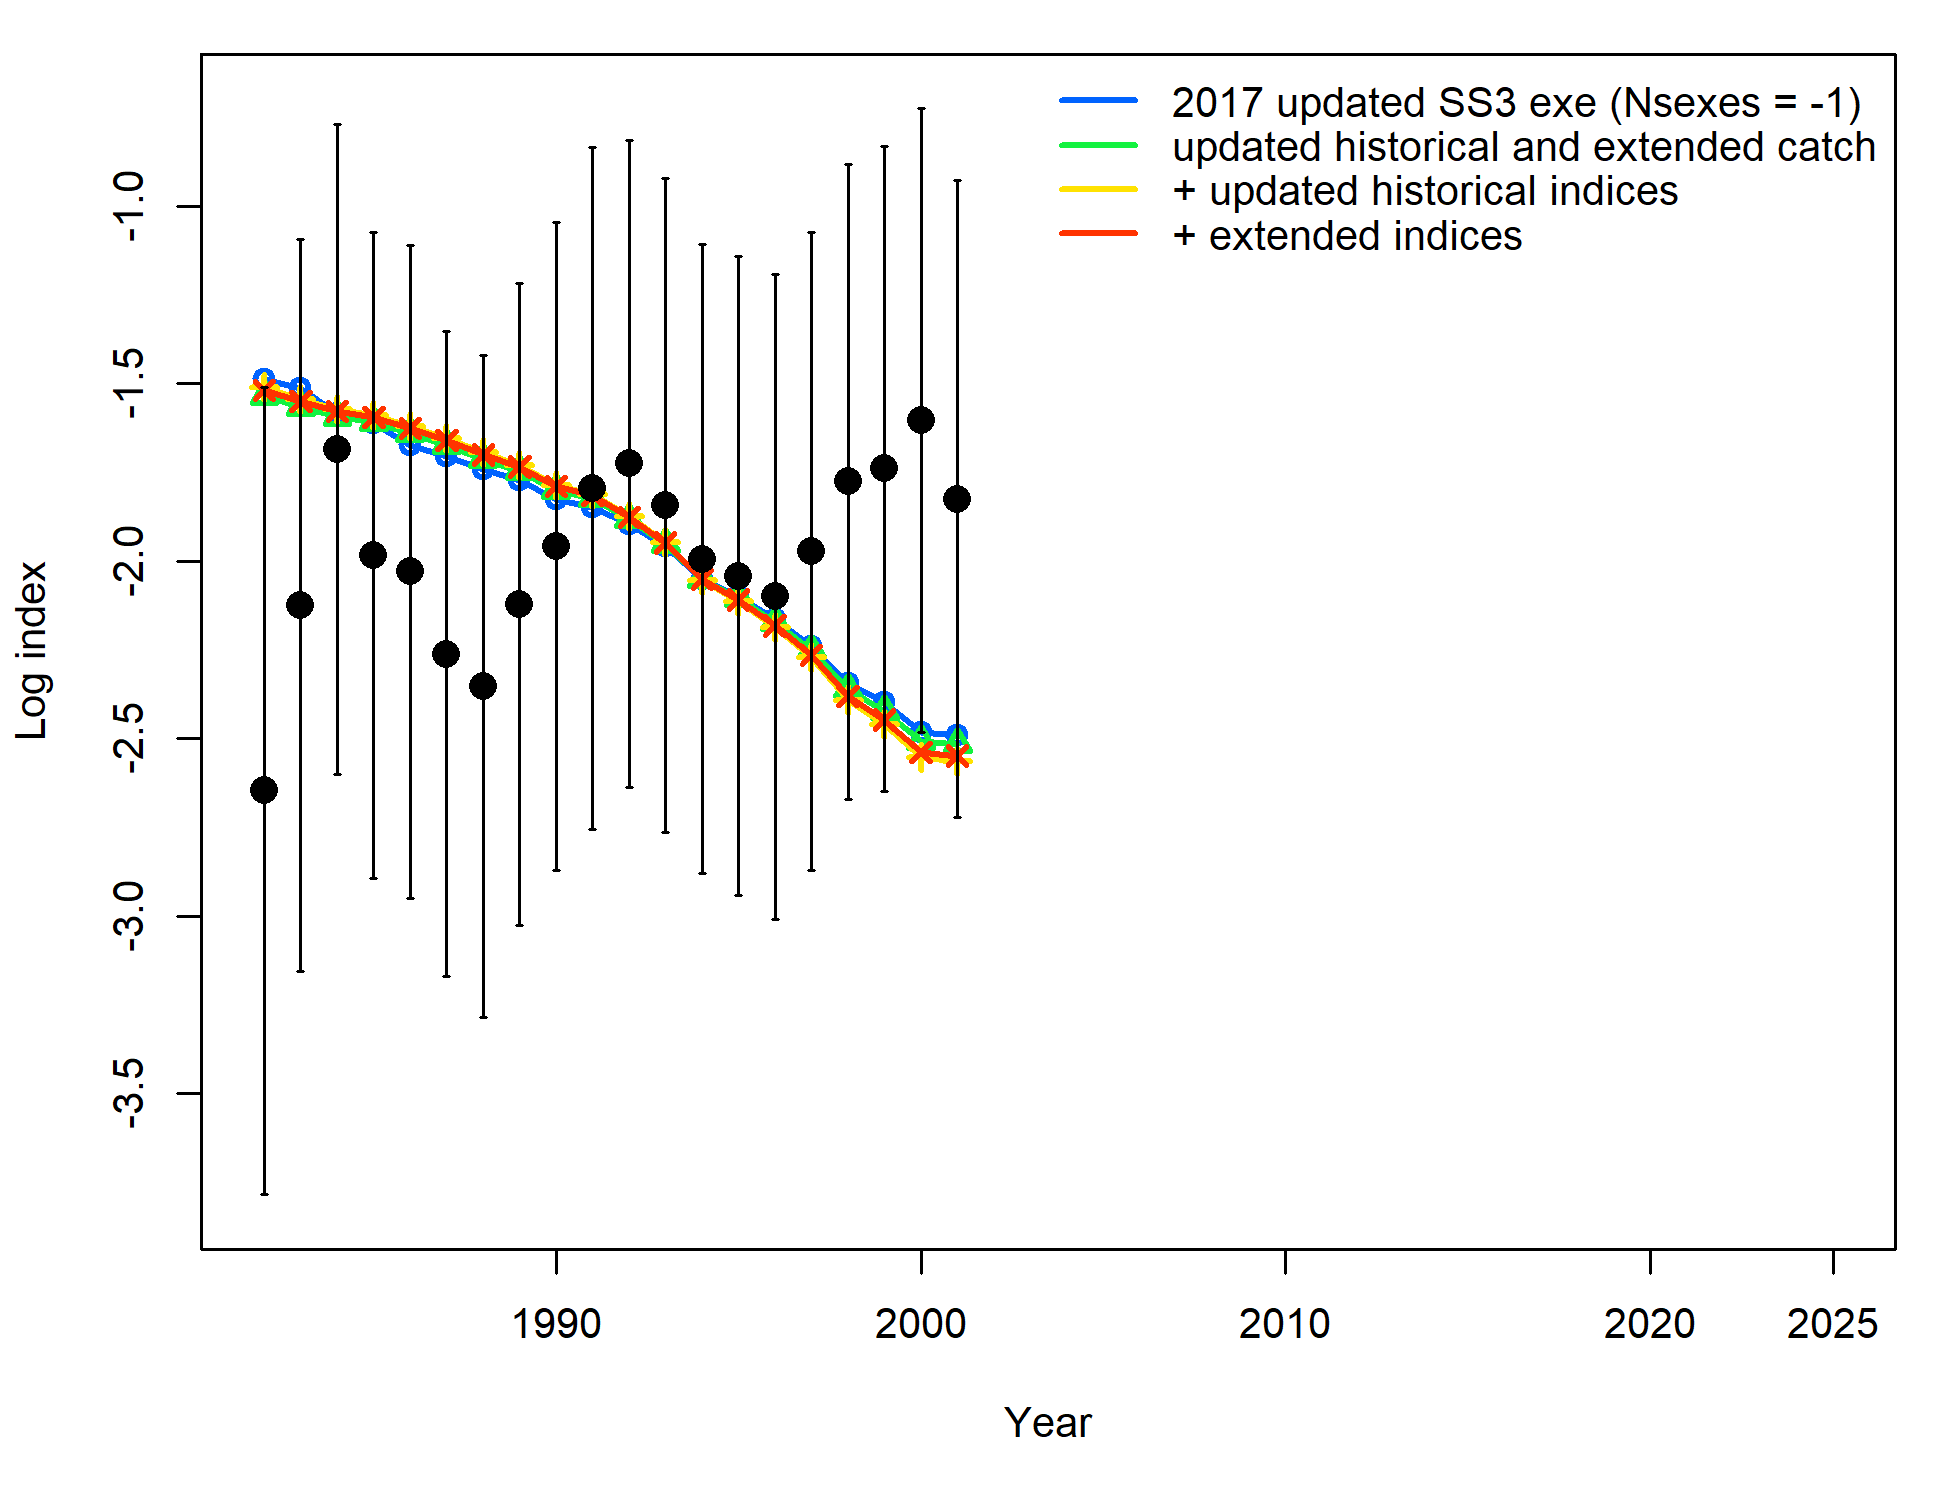 2017 updated SS3 exe (Nsexes = -1)
updated historical and extended catch
+ updated historical indices
+ extended indices
Log index
-1.0
-1.5
-2.0
-2.5
-3.0
-3.5
1990 2000 2010 2020 2025
Year